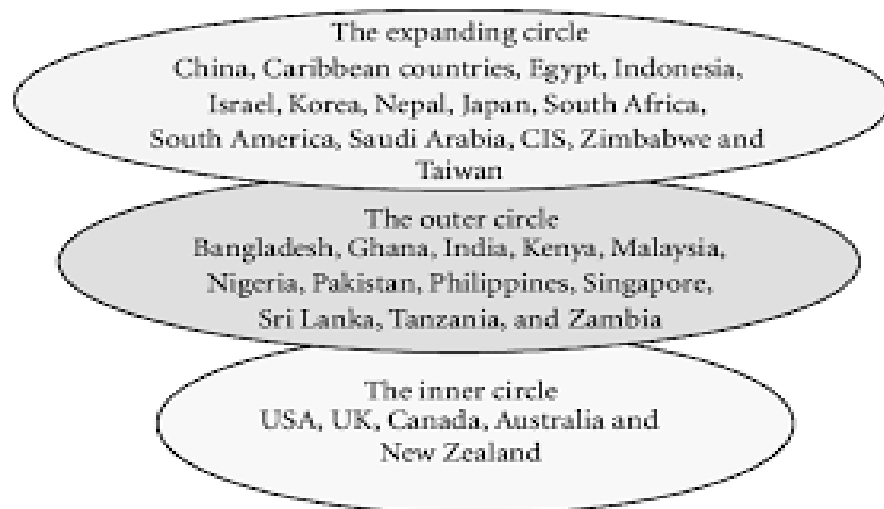 The expanding circle
China, Caribbean countries, Egypt, Indonesia,
Israel, Korea, Nepal, Japan, South Africa,
South America, Saudi Arabia, CIS, Zimbabwe and
Taiwan
The outer circle
Bangladesh, Ghana, India, Kenya, Malaysia,
Nigeria, Pakistan, Philippines, Singapore,
Sri Lanka, Tanzania, and Zambia
The inner circle
USA, UK, Canada, Australia and
New Zealand